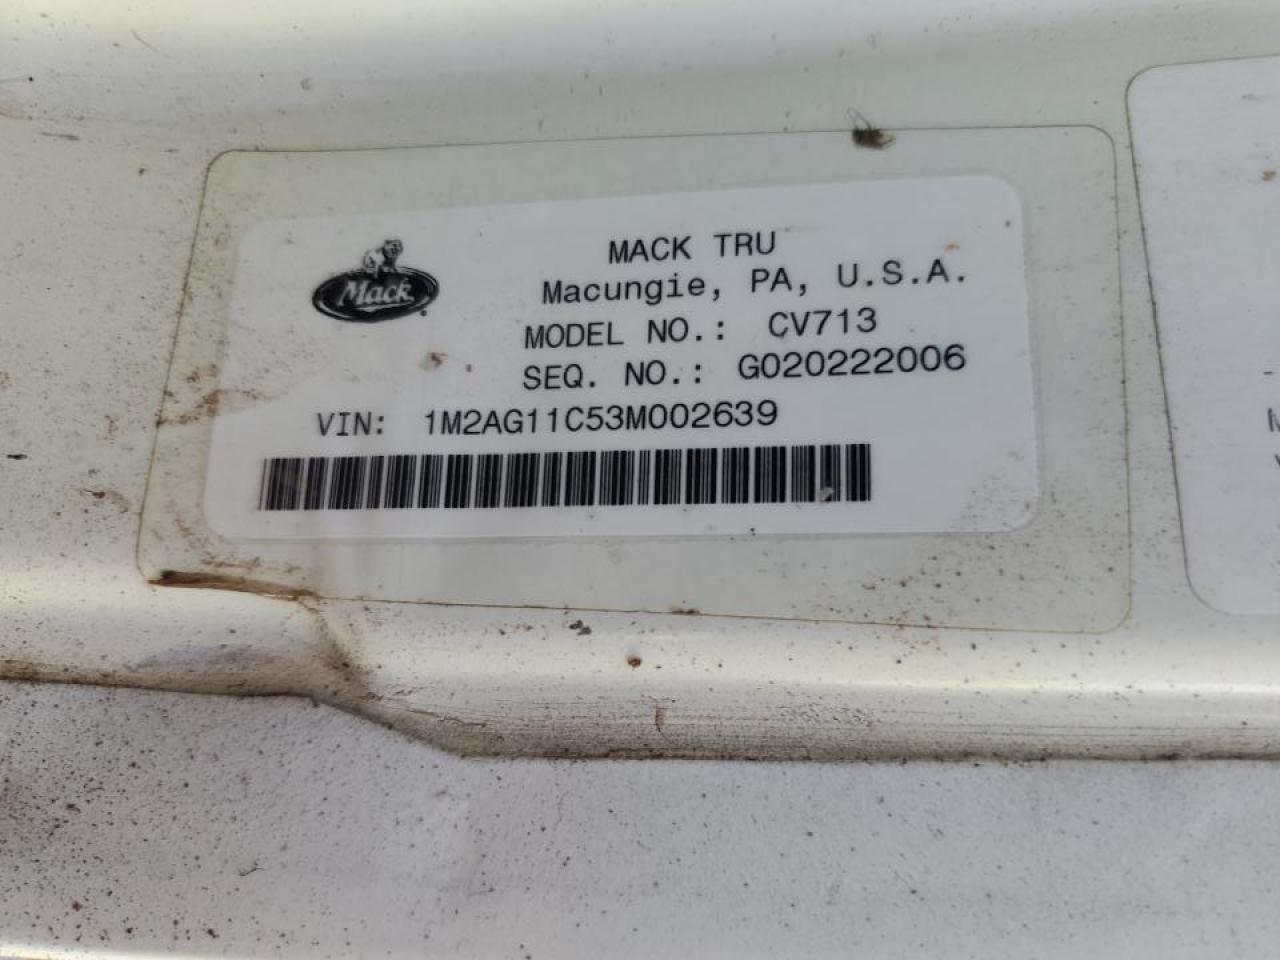 Mack
MACK TRU
Macungie, PA, U.S.A.
MODEL NO.: CV713
SEQ. NO.: G020222006
VIN: 1M2AG11C53M002639